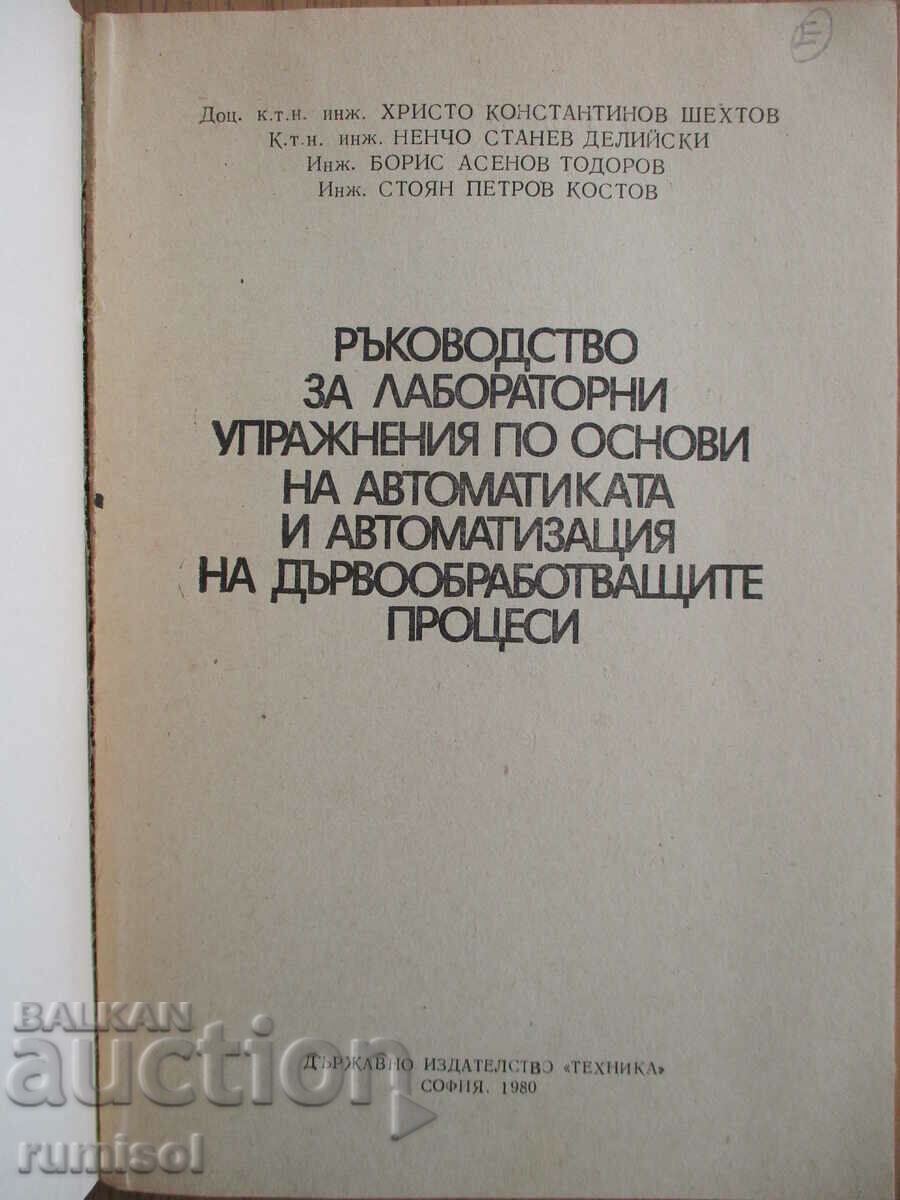 E
Доц. к.т.н. инж. ХРИСТО КОНСТАНТИНОВ ШЕХТОВ
К.т.н. инж. НЕНЧО СТАНЕВ ДЕЛИЙСКИ
Инж. БОРИС АСЕНОВ ТОДОРОВ
Инж. СТОЯН ПЕТРОВ КОСТОВ
РЪКОВОДСТВО
ЗА ЛАБОРАТОРНИ
УПРАЖНЕНИЯ ПО ОСНОВИ
НА АВТОМАТИКАТА
И АВТОМАТИЗАЦИЯ
НА ДЪРВООБРАБОТВАЩИТЕ
ПРОЦЕСИ
BALKAN
auction
ДЪРЖАВНО ИЗДАТЕЛСТВО «ТЕХНИКА»
СОФИЯ, 1980
rumisol